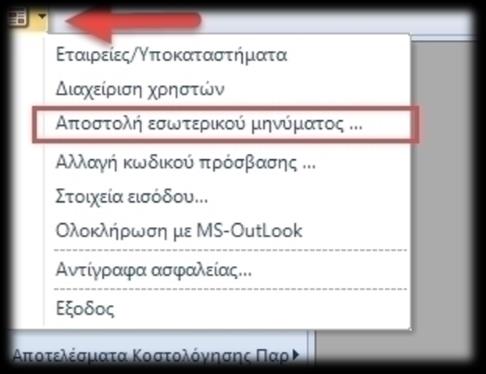 Εταιρείες/Υποκαταστήματα
Διαχείριση χρηστών
Αποστολή εσωτερικού μηνύματος ...
Αλλαγή κωδικού πρόσβασης ...
Στοιχεία εισόδου...
Ολοκλήρωση με MS-OutLook
Αντίγραφα ασφαλείας...
Εξοδος
Αποτελέσματα Κοστολόγησης Παρ